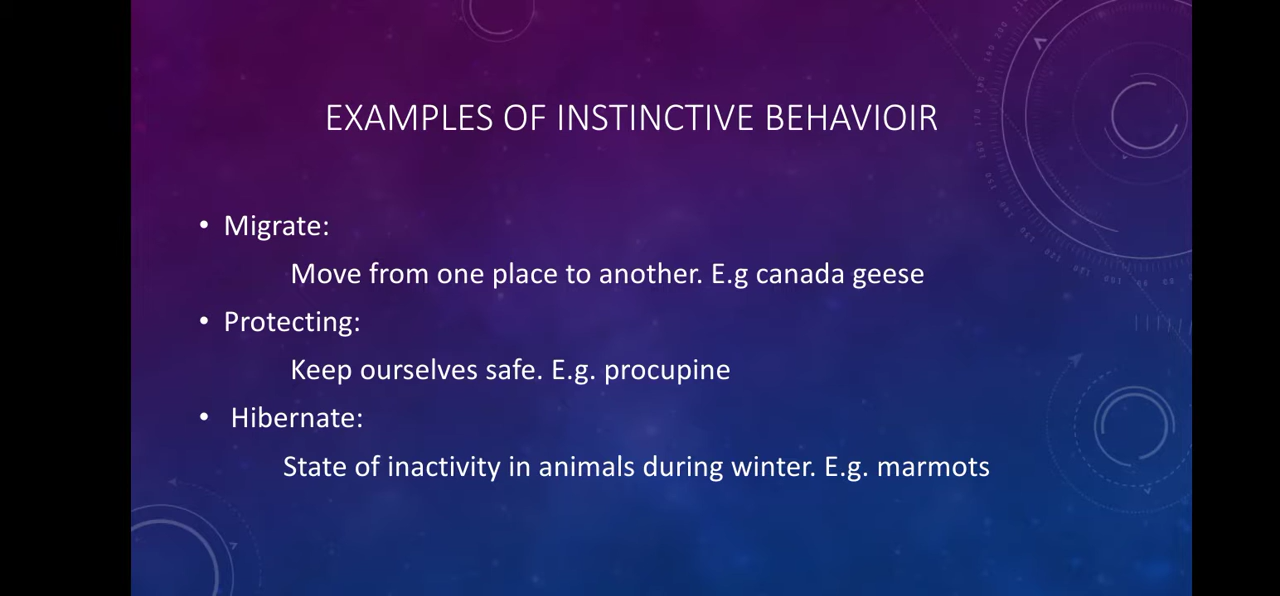 EXAMPLES OF INSTINCTIVE BEHAVIOIR
• Migrate:
Move from one place to another. E.g canada geese
• Protecting:
Keep ourselves safe. E.g. procupine
• Hibernate:
State of inactivity in animals during winter. E.g. marmots